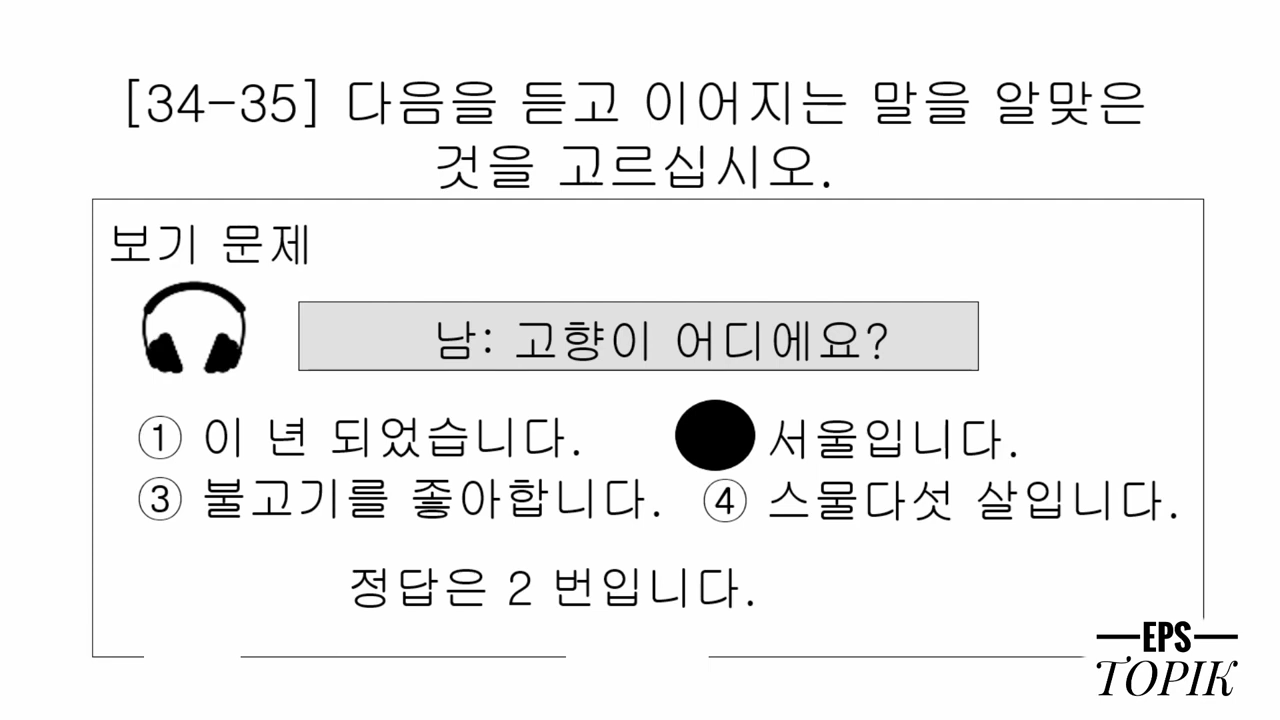 [34-35] 다음을 듣고 이어지는 말을 알맞은
것을 고르십시오.
보기 문제
남: 고향이 어디에요?
① 이 년 되었습니다. 서울입니다.
③ 불고기를 좋아합니다. ④ 스물다섯 살입니다.
정답은 2 번입니다.
EPS
TOPIK